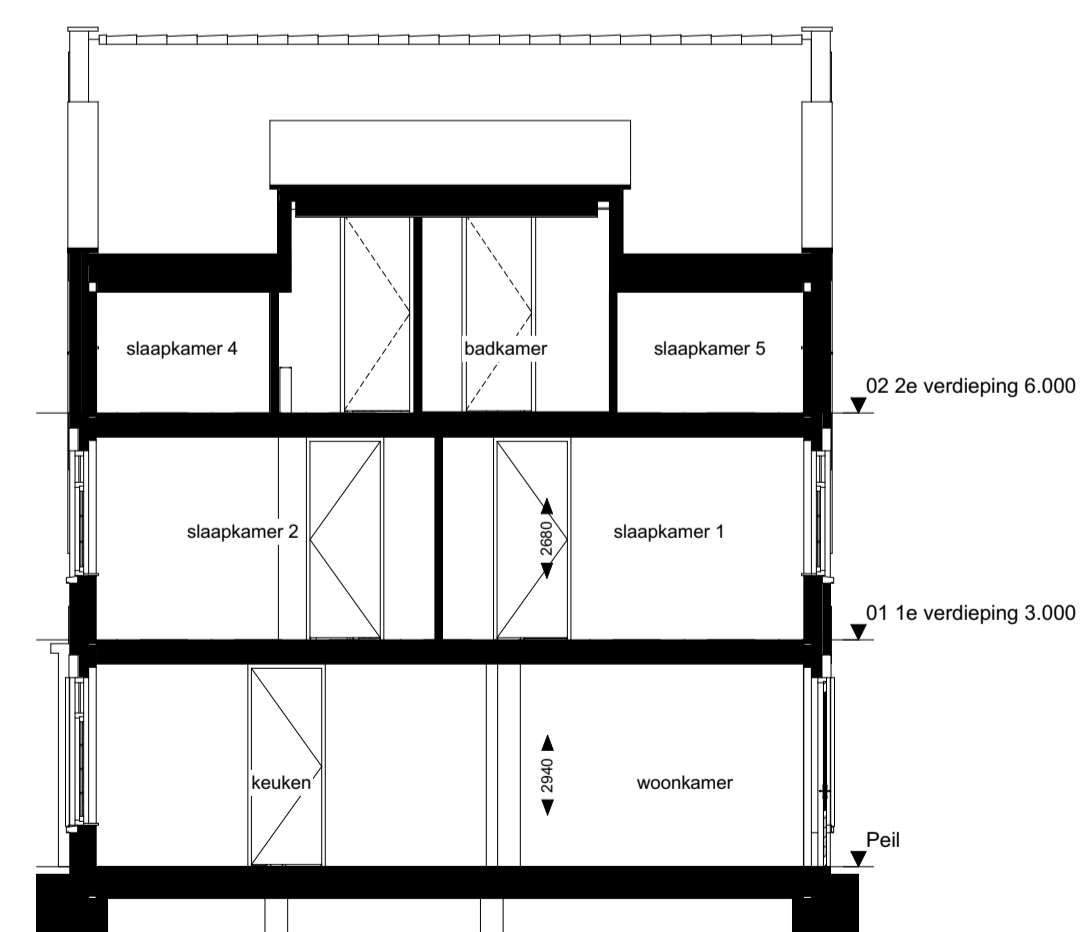 slaapkamer 4
badkamer
slaapkamer 5
02 2e verdieping 6.000
slaapkamer 2
2680
slaapkamer 1
01 1e verdieping 3.000
keuken
2940
woonkamer
Peil